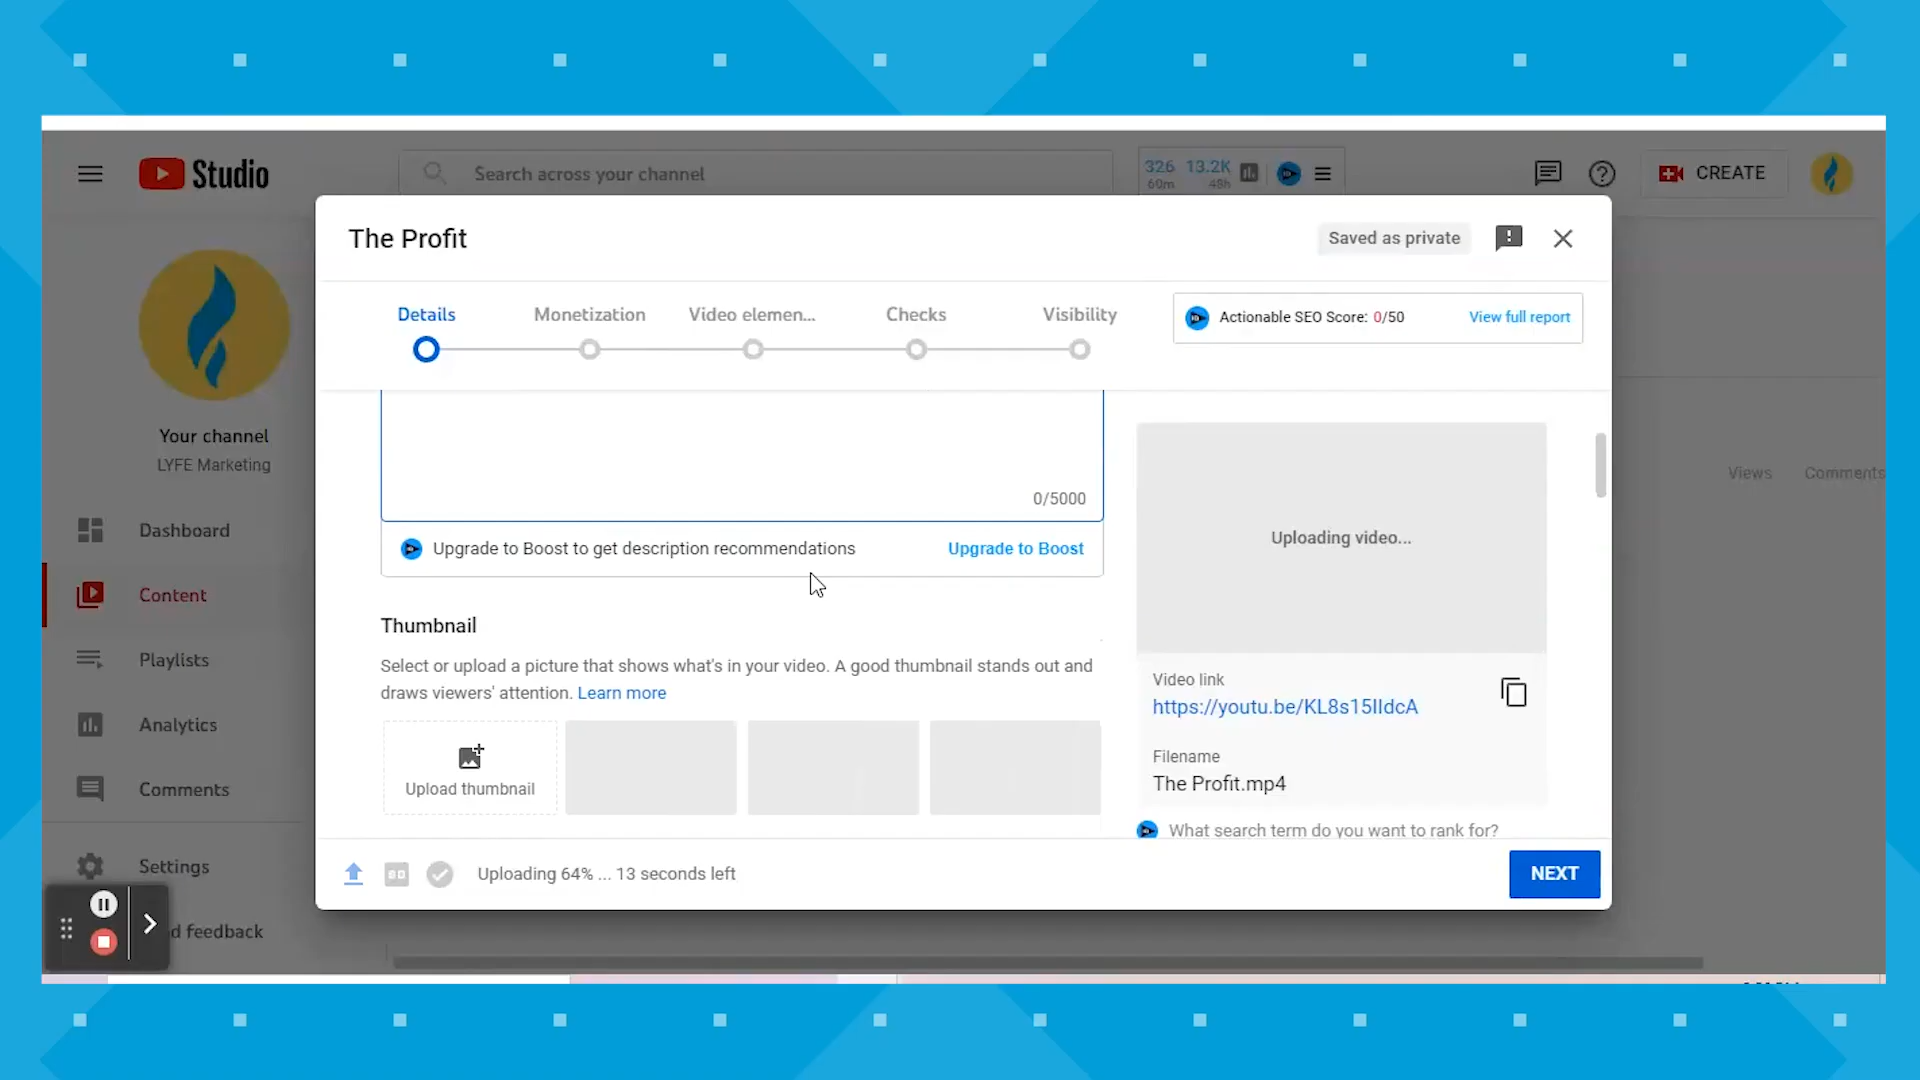 Studio
Search across your channel
326 13.2K
60m 48h
CREATE
The Profit
Saved as private
Details
Monetization
Video elemen...
Checks
Visibility
Actionable SEO Score: 0/50
View full report
Your channel
LYFE Marketing
Dashboard
Content
Playlists
Analytics
Comments
Settings
d feedback
Views
Comments
0/5000
Upgrade to Boost to get description recommendations
Upgrade to Boost
Thumbnail
Select or upload a picture that shows what's in your video. A good thumbnail stands out and
draws viewers' attention. Learn more
Upload thumbnail
Uploading video...
Video link
https://youtu.be/KL8s15IIdcA
Filename
The Profit.mp4
What search term do you want to rank for?
Uploading 64% ... 13 seconds left
NEXT